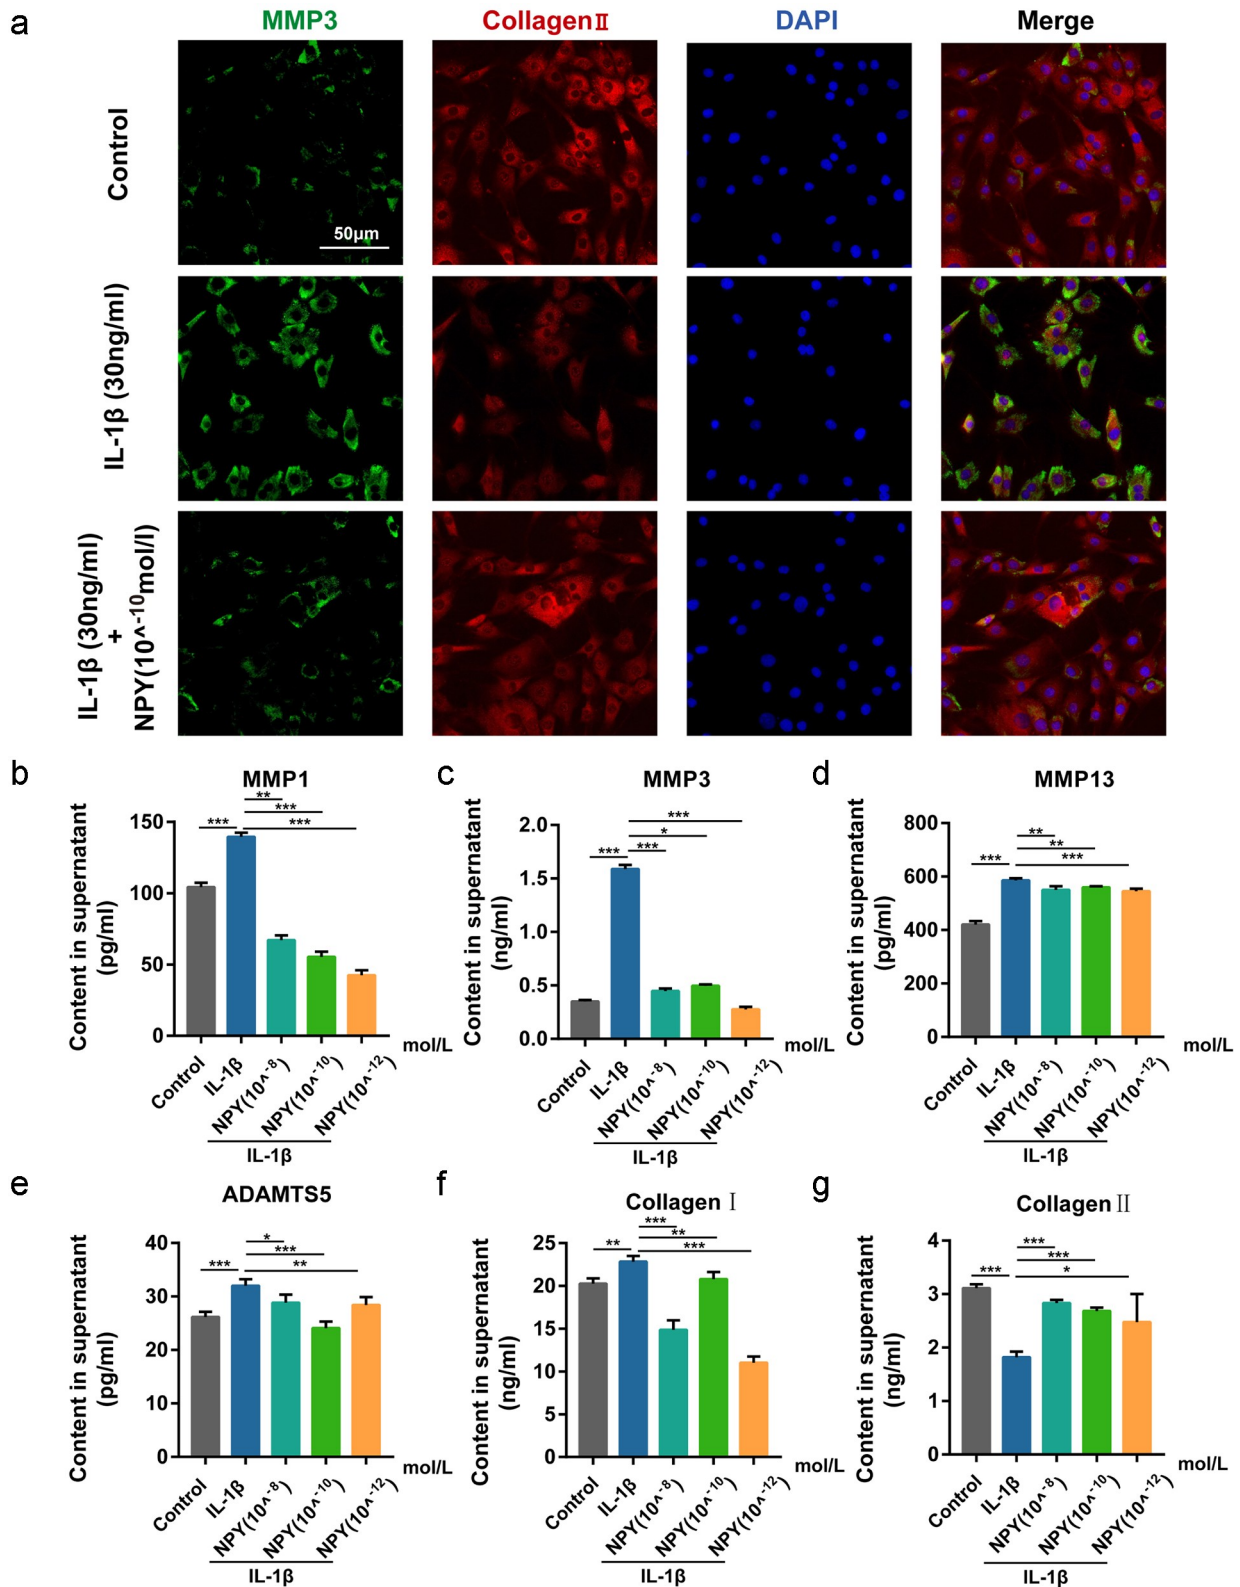 a
MMP3
CollagenⅡ
DAPI
Merge
Control
50μm
IL-1β (30ng/ml)
IL-1β (30ng/ml)
+
NPY(10^-10mol/l)
b
MMP1
Content in supernatant
(pg/ml)
150
100
50
0
***
**
***
***
Control
IL-1β
NPY(10^-8)
NPY(10^-10)
NPY(10^-12)
mol/L
IL-1β
c
MMP3
Content in supernatant
(ng/ml)
2.0
1.5
1.0
0.5
0.0
***
***
*
***
Control
IL-1β
NPY(10^-8)
NPY(10^-10)
NPY(10^-12)
mol/L
IL-1β
d
MMP13
Content in supernatant
(pg/ml)
800
600
400
200
0
***
**
**
***
Control
IL-1β
NPY(10^-8)
NPY(10^-10)
NPY(10^-12)
mol/L
IL-1β
e
ADAMTS5
Content in supernatant
(pg/ml)
40
30
20
10
0
***
*
***
**
Control
IL-1β
NPY(10^-8)
NPY(10^-10)
NPY(10^-12)
mol/L
IL-1β
f
Collagen Ⅰ
Content in supernatant
(ng/ml)
25
20
15
10
5
0
**
***
**
***
Control
IL-1β
NPY(10^-8)
NPY(10^-10)
NPY(10^-12)
mol/L
IL-1β
g
Collagen Ⅱ
Content in supernatant
(ng/ml)
4
3
2
1
0
***
***
***
*
Control
IL-1β
NPY(10^-8)
NPY(10^-10)
NPY(10^-12)
mol/L
IL-1β